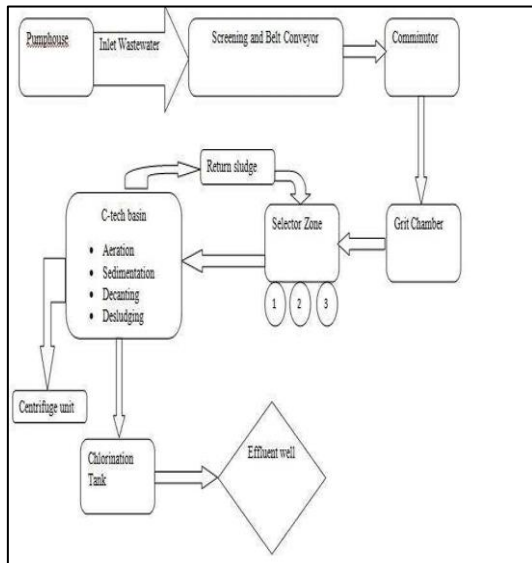 Pumphouse
Inlet Wastewater
Screening and Belt Conveyor
Comminutor
Return sludge
C-tech basin
• Aeration
• Sedimentation
• Decanting
• Desludging
Selector Zone
Grit Chamber
1
2
3
Centrifuge unit
Chlorination
Tank
Effluent well